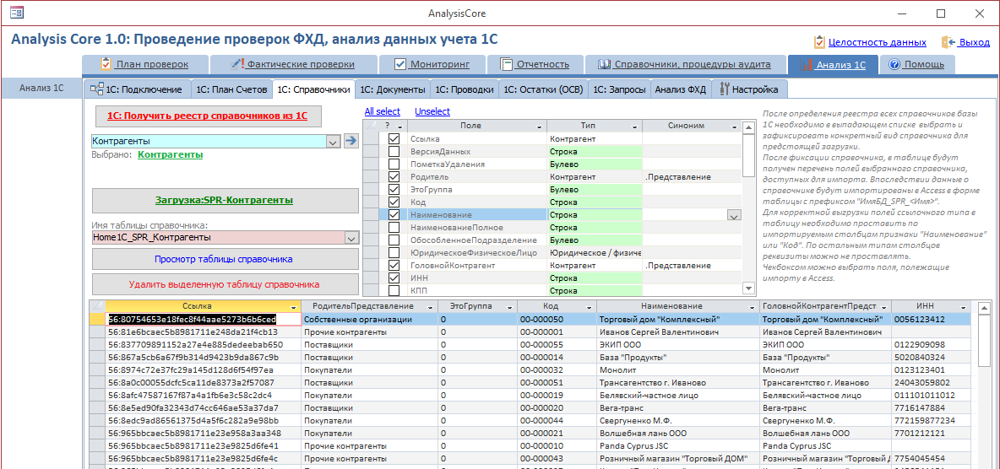 AnalysisCore
Analysis Core 1.0: Проведение проверок ФХД, анализ данных учета 1С
Целостность данных Выход
План проверок Фактические проверки Мониторинг Отчетность Справочники, процедуры аудита Анализ 1С Помощь
Анализ 1С
1С: Подключение 1С: План Счетов 1С: Справочники 1С: Документы 1С: Проводки 1С: Остатки (ОСВ) 1С: Запросы Анализ ФХД Настройка
1С: Получить реестр справочников из 1С
Контрагенты
Выбрано: Контрагенты
Загрузка:SPR-Контрагенты
Имя таблицы справочника:
Home1C_SPR_Контрагенты
Просмотр таблицы справочника
Удалить выделенную таблицу справочника
All select Unselect
? Поле Тип Синоним
Ссылка Контрагент
ВерсияДанных Строка
ПометкаУдаления Булево
Родитель Контрагент .Представление
ЭтоГруппа Булево
Код Строка
Наименование Строка
НаименованиеПолное Строка
ОбособленноеПодразделение Булево
ЮридическоеФизическоеЛицо Юридическое / физиче
ГоловнойКонтрагент Контрагент .Представление
ИНН Строка
КПП Строка
После определения реестра всех справочников базы
1С необходимо в выпадающем списке выбрать и
зафиксировать конкретный вид справочника для
предстоящей загрузки.
После фиксации справочника, в таблице будут
получен перечень полей выбранного справочника,
доступных для импорта. Впоследствии данные о
справочнике будут импортированы в Access в форме
таблицы с префиксом "ИмяБД_SPR_<Имя>".
Для корректной выгрузки полей ссылочного типа в
таблицу необходимо проставить по
импортируемым столбцам признаки "Наименование"
или "Код". По остальным типам столбцов
реквизиты можно не проставлять.
Чекбоксом можно выбрать поля, полежащие
импорту в Access.
Ссылка РодительПредставление ЭтоГруппа Код Наименование ГоловнойКонтрагентПредст ИНН
56:80754653e18fec8f44aae5273b6b6ced Собственные организации 0 00-000050 Торговый дом "Комплексный" Торговый дом "Комплексный" 0056123412
56:81e6bcaec5b8981711e248da21f4cb13 Прочие контрагенты 0 00-000001 Иванов Сергей Валентинович Иванов Сергей Валентинович
56:837709891152a27e4e885dedeebab650 Поставщики 0 00-000055 ЭКИП ООО ЭКИП ООО 0122909098
56:867a5cb6a67f9b314d9423b9da867c9b Поставщики 0 00-000014 База "Продукты" База "Продукты" 5020840324
56:8974c72e37fc29a145d128d6f54f97ea Покупатели 0 00-000032 Монолит Монолит 0123123401
56:8a0c00055dcfc5ca11de8373a2f57087 Поставщики 0 00-000051 Трансагентство г. Иваново Трансагентство г. Иваново 24043059802
56:8afc47587167f87a4a1fb6e3c58c2dc4 Покупатели 0 00-000019 Белявский-частное лицо Белявский-частное лицо 011101011012
56:8e5ed90fa32343d74cc646ae53a37da7 Поставщики 0 00-000020 Вега-транс Вега-транс 7716147884
56:8edc9ad86561375d4a5f6c282a9e98bb Покупатели 0 00-000044 Свергуненко М.Ф. Свергуненко М.Ф. 772159877234
56:965bbcaec5b8981711e23e958a3aa348 Покупатели 0 00-000021 Волшебная лань ООО Волшебная лань ООО 7701212121
56:965bbcaec5b8981711e23e9825d6fe41 Прочие контрагенты 0 00-000010 Panda Cyprus JSC Panda Cyprus JSC
56:965bbcaec5b8981711e23e9825d6fe4c Прочие контрагенты 0 00-000043 Розничный магазин "Торговый ДОМ" Розничный магазин "Торговый Д 7754045454